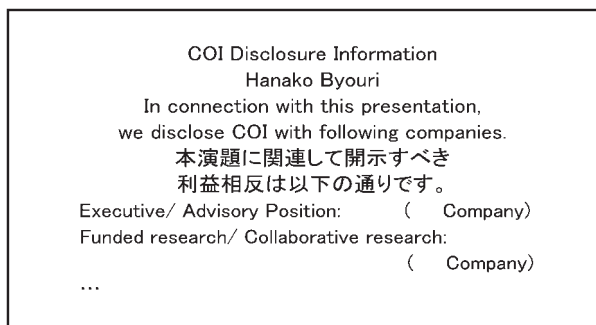 COI Disclosure Information
Hanako Byouri
In connection with this presentation,
we disclose COI with following companies.
本演題に関連して開示すべき
利益相反は以下の通りです。
Executive/ Advisory Position: ( Company)
Funded research/ Collaborative research:
( Company)
…